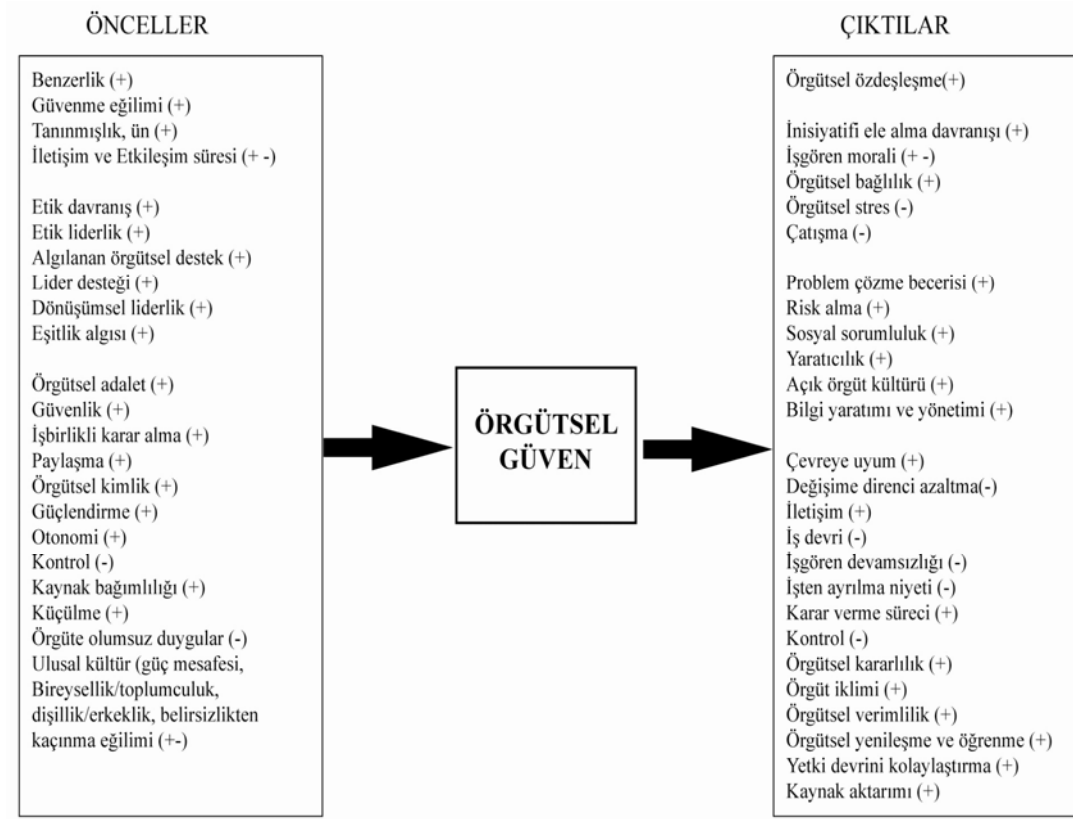 ÖNCELLER
Benzerlik (+)
Güvenme eğilimi (+)
Tanınmışlık, ün (+)
İletişim ve Etkileşim süresi (+ -)
Etik davranış (+)
Etik liderlik (+)
Algılanan örgütsel destek (+)
Lider desteği (+)
Dönüşümsel liderlik (+)
Eşitlik algısı (+)
Örgütsel adalet (+)
Güvenlik (+)
İşbirlikli karar alma (+)
Paylaşma (+)
Örgütsel kimlik (+)
Güçlendirme (+)
Otonomi (+)
Kontrol (-)
Kaynak bağımlılığı (+)
Küçülme (+)
Örgüte olumsuz duygular (-)
Ulusal kültür (güç mesafesi,
Bireysellik/toplumculuk,
dişillik/erkeklik, belirsizlikten
kaçınma eğilimi (+-)
ÖRGÜTSEL
GÜVEN
ÇIKTILAR
Örgütsel özdeşleşme(+)
İnisiyatifi ele alma davranışı (+)
İşgören morali (+ -)
Örgütsel bağlılık (+)
Örgütsel stres (-)
Çatışma (-)
Problem çözme becerisi (+)
Risk alma (+)
Sosyal sorumluluk (+)
Yaratıcılık (+)
Açık örgüt kültürü (+)
Bilgi yaratımı ve yönetimi (+)
Çevreye uyum (+)
Değişime direnci azaltma(-)
İletişim (+)
İş devri (-)
İşgören devamsızlığı (-)
İşten ayrılma niyeti (-)
Karar verme süreci (+)
Kontrol (-)
Örgütsel kararlılık (+)
Örgüt iklimi (+)
Örgütsel verimlilik (+)
Örgütsel yenileşme ve öğrenme (+)
Yetki devrini kolaylaştırma (+)
Kaynak aktarımı (+)